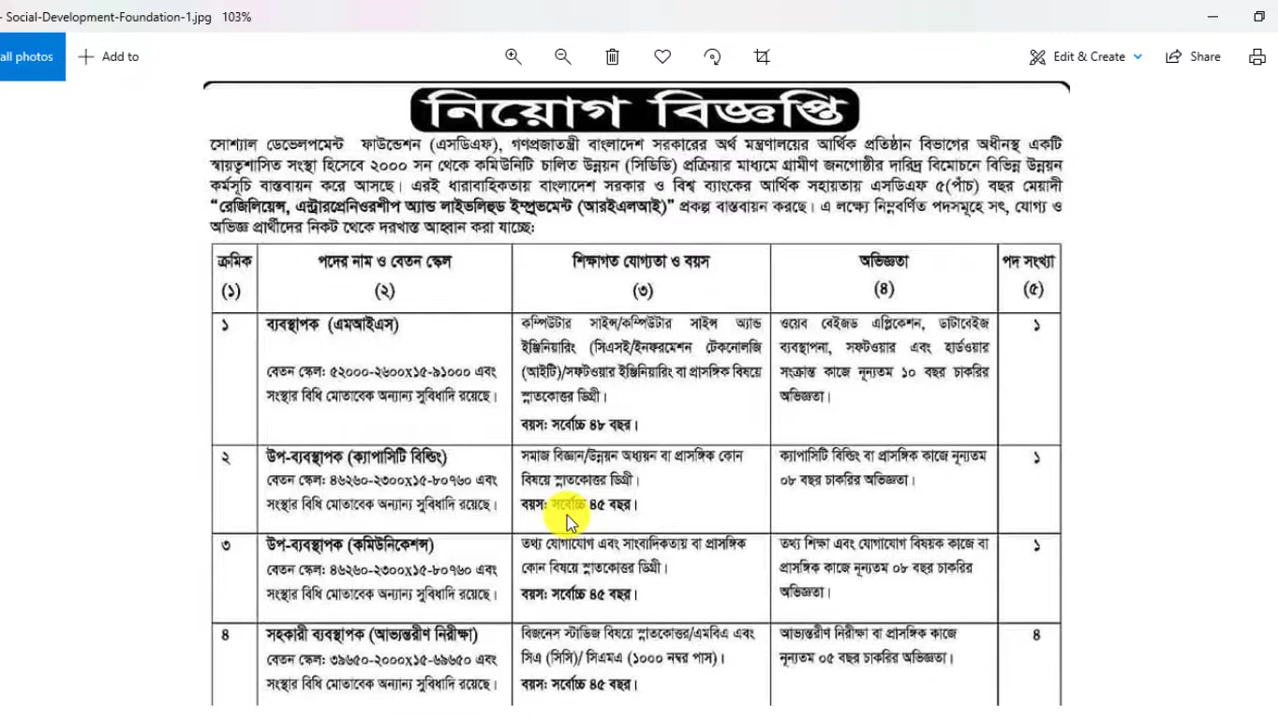 - Social-Development-Foundation-1.jpg 103%
all photos
Add to
Edit & Create
Share
নিয়োগ বিজ্ঞপ্তি
সোশ্যাল ডেভেলপমেন্ট ফাউন্ডেশন (এসডিএফ), গণপ্রজাতন্ত্রী বাংলাদেশ সরকারের অর্থ মন্ত্রণালয়ের আর্থিক প্রতিষ্ঠান বিভাগের অধীনস্থ একটি
স্বায়ত্বশাসিত সংস্থা হিসেবে ২০০০ সন থেকে কমিউনিটি চালিত উন্নয়ন (সিডিডি) প্রক্রিয়ার মাধ্যমে গ্রামীণ জনগোষ্ঠীর দারিদ্র বিমোচনে বিভিন্ন উন্নয়ন
কর্মসূচি বাস্তবায়ন করে আসছে। এরই ধারাবাহিকতায় বাংলাদেশ সরকার ও বিশ্ব ব্যাংকের আর্থিক সহায়তায় এসডিএফ ৫(পাঁচ) বছর মেয়াদী
“রেজিলিয়েন্স, এন্ট্রারপ্রেনিওরশীপ অ্যান্ড লাইভলিহুড ইম্প্রুভমেন্ট (আরইএলআই)” প্রকল্প বাস্তবায়ন করছে। এ লক্ষ্যে নিম্নবর্ণিত পদসমূহে সৎ, যোগ্য ও
অভিজ্ঞ প্রার্থীদের নিকট থেকে দরখাস্ত আহ্বান করা যাচ্ছে:
ক্রমিক পদের নাম ও বেতন স্কেল শিক্ষাগত যোগ্যতা ও বয়স অভিজ্ঞতা পদ সংখ্যা
(১) (২) (৩) (৪) (৫)
১ ব্যবস্থাপক (এমআইএস) কম্পিউটার সাইন্স/কম্পিউটার সাইন্স অ্যান্ড ওয়েব বেইজড এপ্লিকেশন, ডাটাবেইজ ১
ইঞ্জিনিয়ারিং (সিএসই/ইনফরমেশন টেকনোলজি ব্যবস্থাপনা, সফটওয়ার এবং হার্ডওয়ার
বেতন স্কেল: ৫২০০০-২৬০০x১৫-৯১০০০ এবং (আইটি)/সফটওয়ার ইঞ্জিনিয়ারিং বা প্রাসঙ্গিক বিষয়ে সংক্রান্ত কাজে নূন্যতম ১০ বছর চাকরির
সংস্থার বিধি মোতাবেক অন্যান্য সুবিধাদি রয়েছে। স্নাতকোত্তর ডিগ্রী। অভিজ্ঞতা।
বয়স: সর্বোচ্চ ৪৮ বছর।
২ উপ-ব্যবস্থাপক (ক্যাপাসিটি বিল্ডিং) সমাজ বিজ্ঞান/উন্নয়ন অধ্যয়ন বা প্রাসঙ্গিক কোন ক্যাপাসিটি বিল্ডিং বা প্রাসঙ্গিক কাজে নূন্যতম ১
বেতন স্কেল: ৪৬২৬০-২৩০০x১৫-৮০৭৬০ এবং বিষয়ে স্নাতকোত্তর ডিগ্রী। ০৮ বছর চাকরির অভিজ্ঞতা।
সংস্থার বিধি মোতাবেক অন্যান্য সুবিধাদি রয়েছে। বয়স: সর্বোচ্চ ৪৫ বছর।
৩ উপ-ব্যবস্থাপক (কমিউনিকেশন্স) তথ্য যোগাযোগ এবং সাংবাদিকতায় বা প্রাসঙ্গিক তথ্য শিক্ষা এবং যোগাযোগ বিষয়ক কাজে বা ১
বেতন স্কেল: ৪৬২৬০-২৩০০x১৫-৮০৭৬০ এবং কোন বিষয়ে স্নাতকোত্তর ডিগ্রী। প্রাসঙ্গিক কাজে নূন্যতম ০৮ বছর চাকরির
সংস্থার বিধি মোতাবেক অন্যান্য সুবিধাদি রয়েছে। বয়স: সর্বোচ্চ ৪৫ বছর। অভিজ্ঞতা।
৪ সহকারী ব্যবস্থাপক (আভ্যন্তরীণ নিরীক্ষা) বিজনেস স্টাডিজ বিষয়ে স্নাতকোত্তর/এমবিএ এবং আভ্যন্তরীণ নিরীক্ষা বা প্রাসঙ্গিক কাজে ৪
বেতন স্কেল: ৩৯৬৫০-২০০০x১৫-৬৯৬৫০ এবং সিএ (সিসি)/ সিএমএ (১০০০ নম্বর পাস)। নূন্যতম ০৫ বছর চাকরির অভিজ্ঞতা।
সংস্থার বিধি মোতাবেক অন্যান্য সুবিধাদি রয়েছে। বয়স: সর্বোচ্চ ৪৫ বছর।